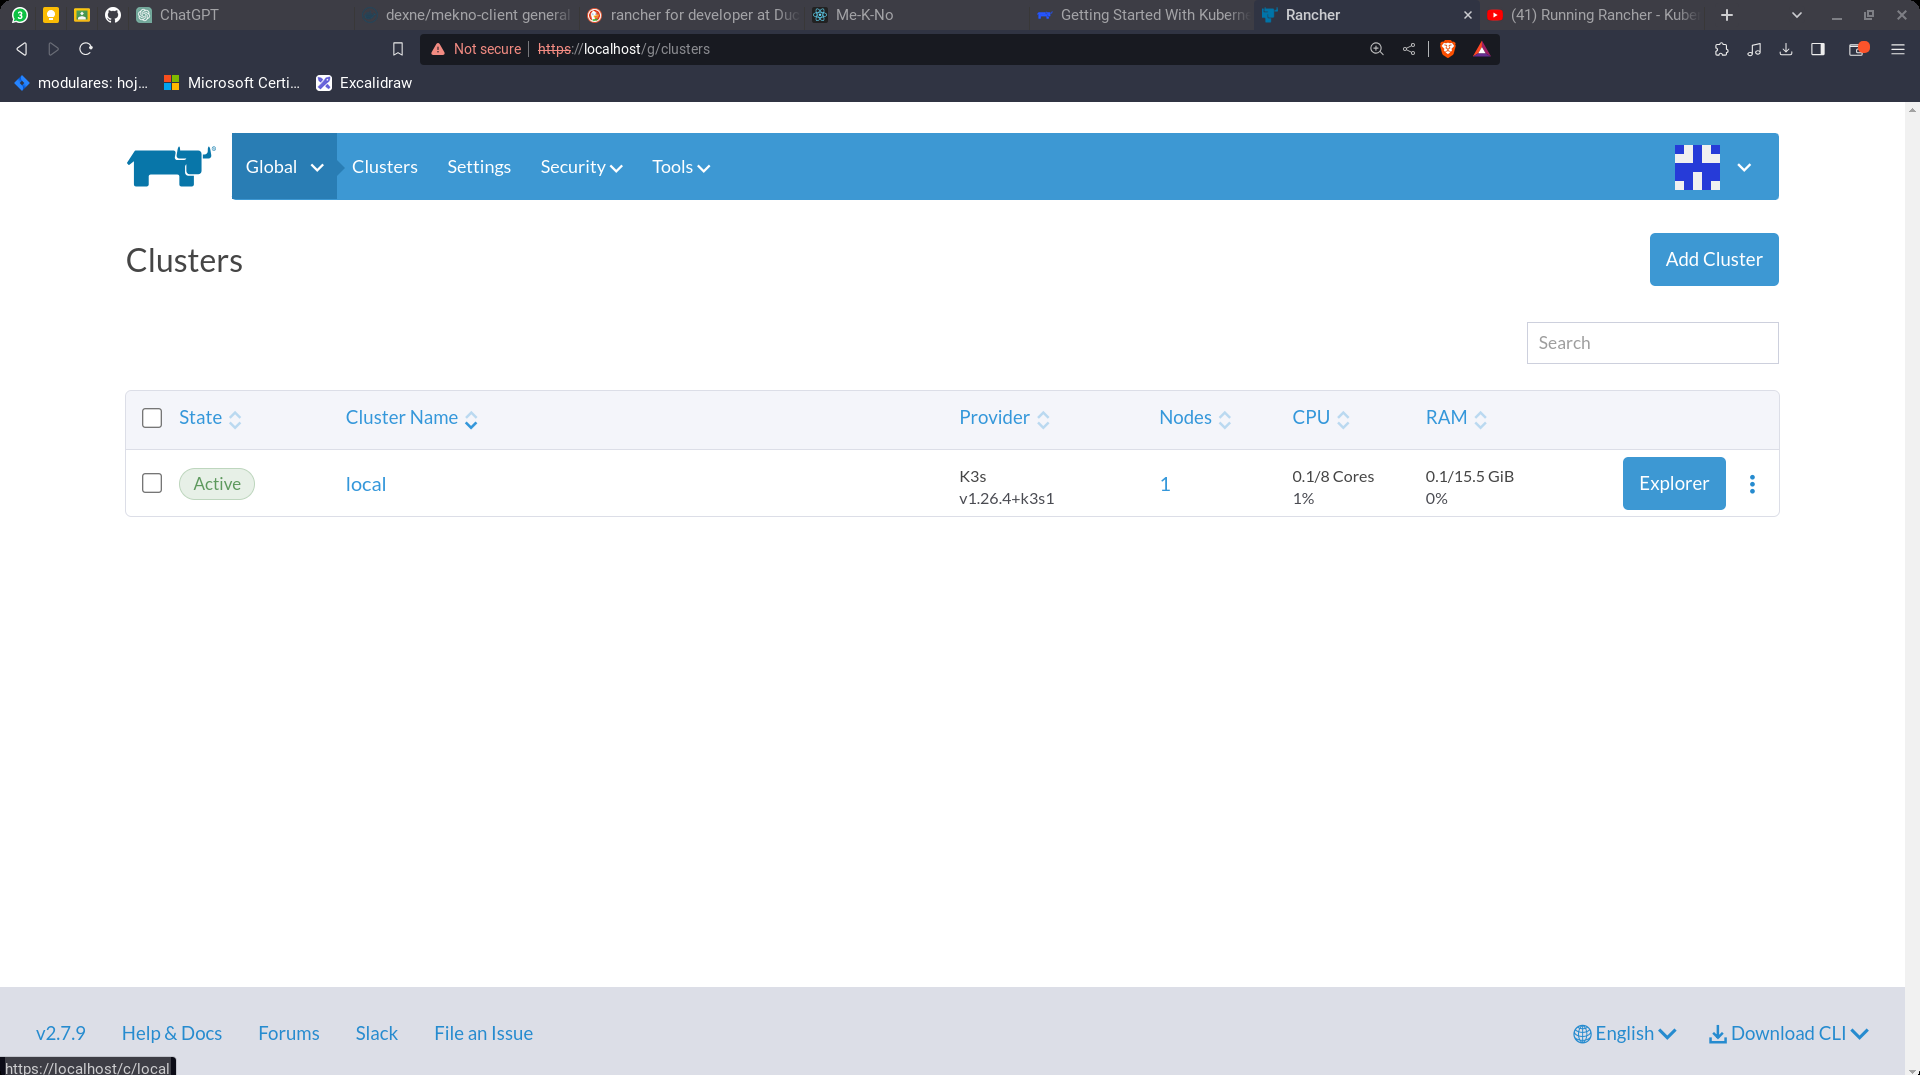 3 ChatGPT dexne/mekno-client general rancher for developer at Duc Me-K-No Getting Started With Kuberne Rancher (41) Running Rancher - Kube
Not secure https://localhost/g/clusters
modulares: hoj... Microsoft Certi... Excalidraw
Global Clusters Settings Security Tools
Clusters
Add Cluster
Search
State Cluster Name Provider Nodes CPU RAM
Active local K3s v1.26.4+k3s1 1 0.1/8 Cores 1% 0.1/15.5 GiB 0% Explorer
v2.7.9 Help & Docs Forums Slack File an Issue English Download CLI
https://localhost/c/local